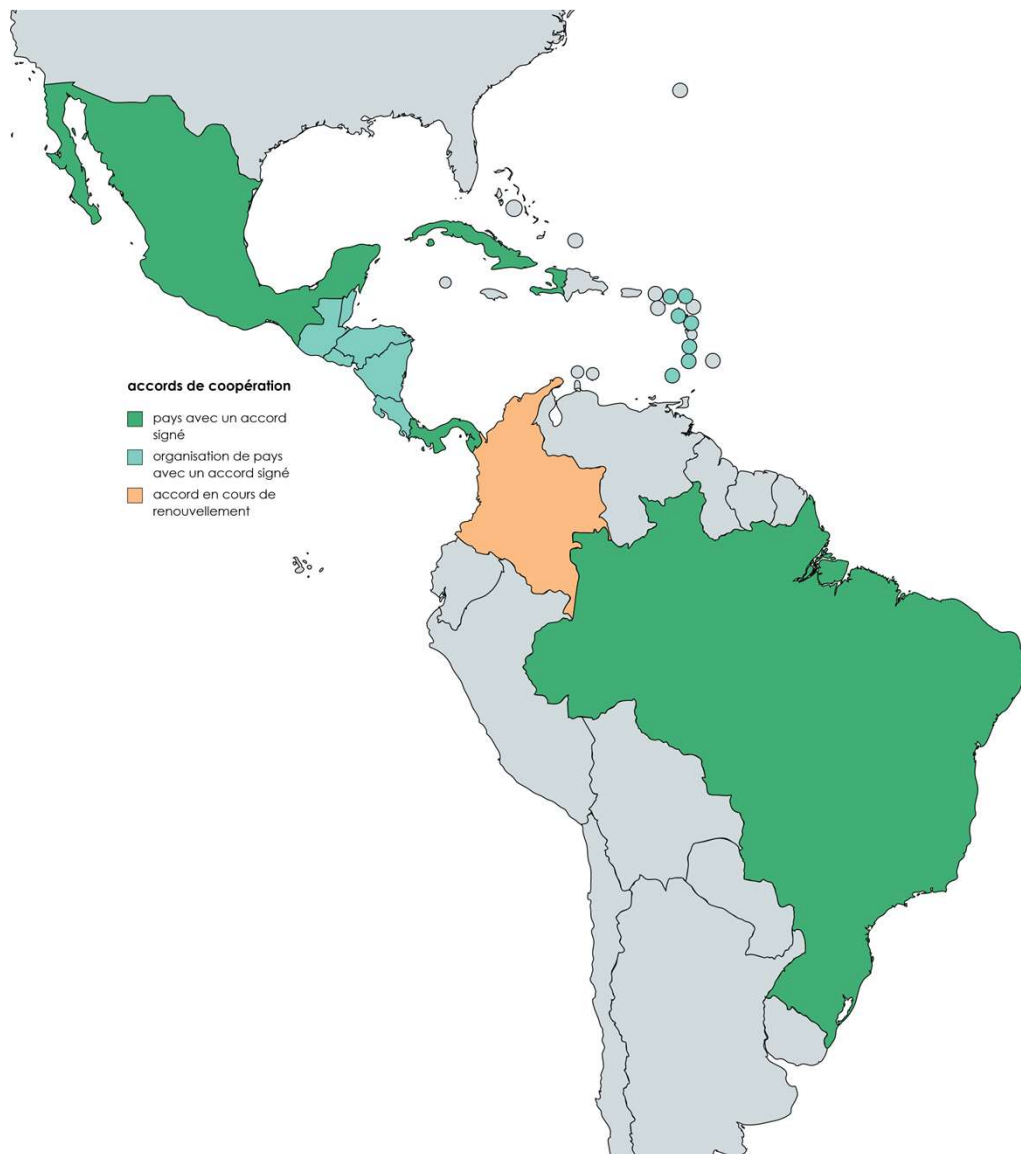 accords de coopération
pays avec un accord
signé
organisation de pays
avec un accord signé
accord en cours de
renouvellement